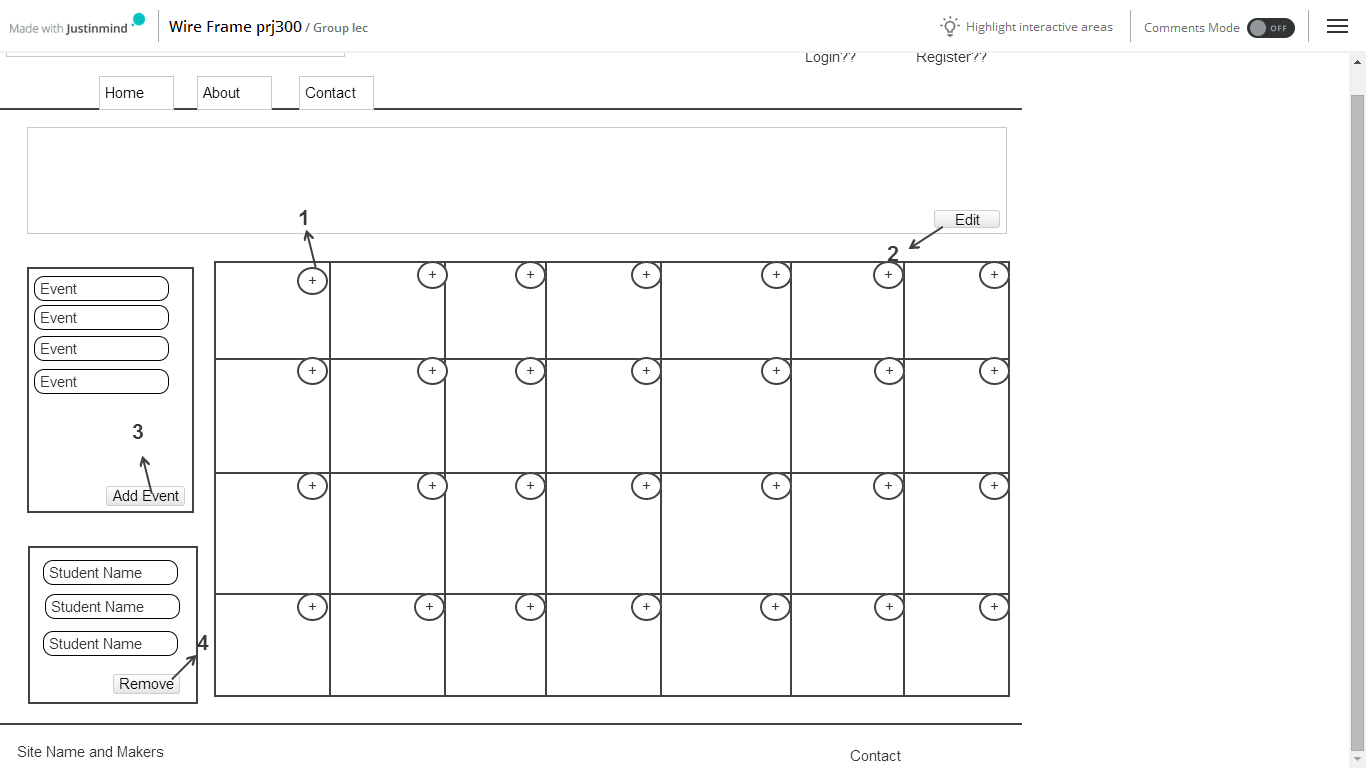 Made with Justinmind
Wire Frame prj300 / Group lec
Highlight interactive areas
Comments Mode
OFF
Login??
Register??
Home
About
Contact
Edit
1
2
+ + + + + + +
Event
Event
Event
Event
+ + + + + + +
3
Add Event
+ + + + + + +
Student Name
Student Name
Student Name
+ + + + + + +
4
Remove
Site Name and Makers
Contact